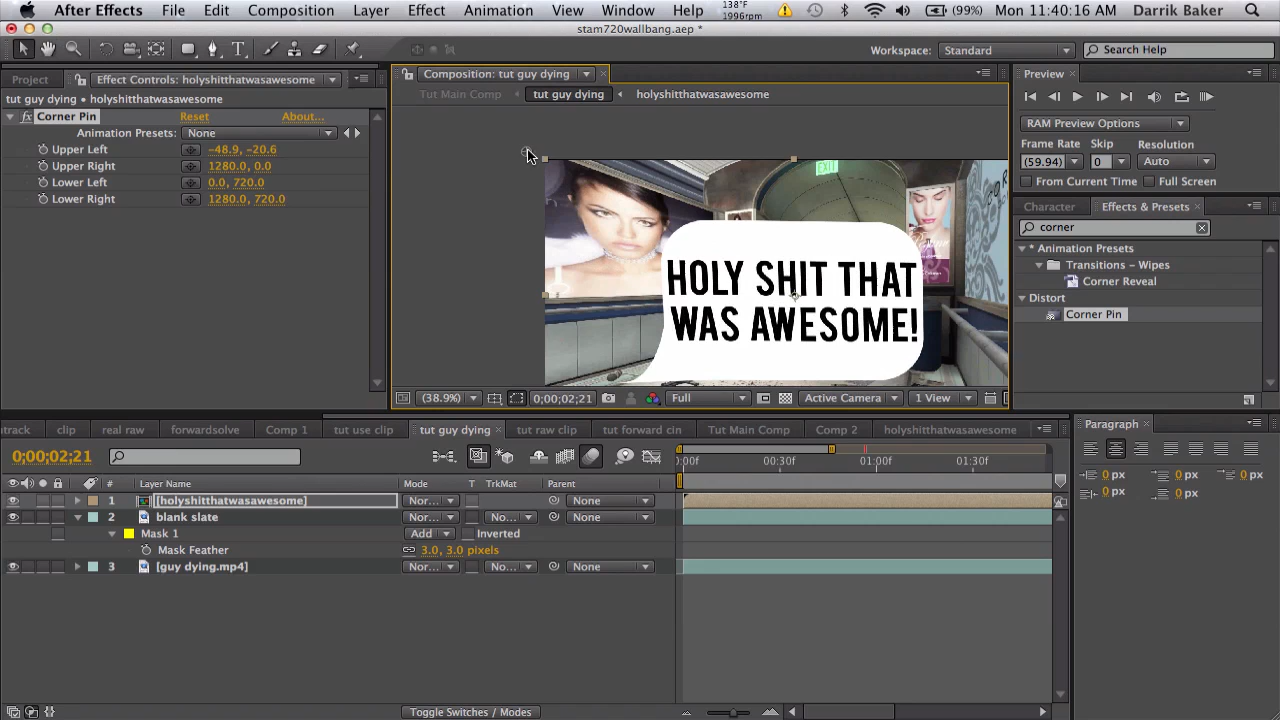 After Effects File Edit Composition Layer Effect Animation View Window Help 138°F 1996rpm (99%) Mon 11:40:16 AM Darrik Baker
stam720wallbang.aep *
Workspace: Standard Search Help
Project Effect Controls: holyshitthatwasawesome Composition: tut guy dying Preview
tut guy dying • holyshitthatwasawesome Tut Main Comp tut guy dying holyshitthatwasawesome
fx Corner Pin Reset About...
Animation Presets: None
Upper Left -48.9, -20.6
Upper Right 1280.0, 0.0
Lower Left 0.0, 720.0
Lower Right 1280.0, 720.0
EXIT
HOLY SHIT THAT
WAS AWESOME!
RAM Preview Options
Frame Rate Skip Resolution
(59.94) 0 Auto
From Current Time Full Screen
Character Effects & Presets
corner
* Animation Presets
Transitions – Wipes
Corner Reveal
Distort
Corner Pin
(38.9%) 0;00;02;21 Full Active Camera 1 View
track clip real raw forwardsolve Comp 1 tut use clip tut guy dying tut raw clip tut forward cin Tut Main Comp Comp 2 holyshitthatwasawesome
0;00;02;21
:00f 00:30f 01:00f 01:30f
# Layer Name Mode T TrkMat Parent
1 [holyshitthatwasawesome] Nor... None
2 blank slate Nor... No... None
Mask 1 Add Inverted
Mask Feather 3.0, 3.0 pixels
3 [guy dying.mp4] Nor... No... None
Toggle Switches / Modes
Paragraph
0 px 0 px 0 px
0 px 0 px